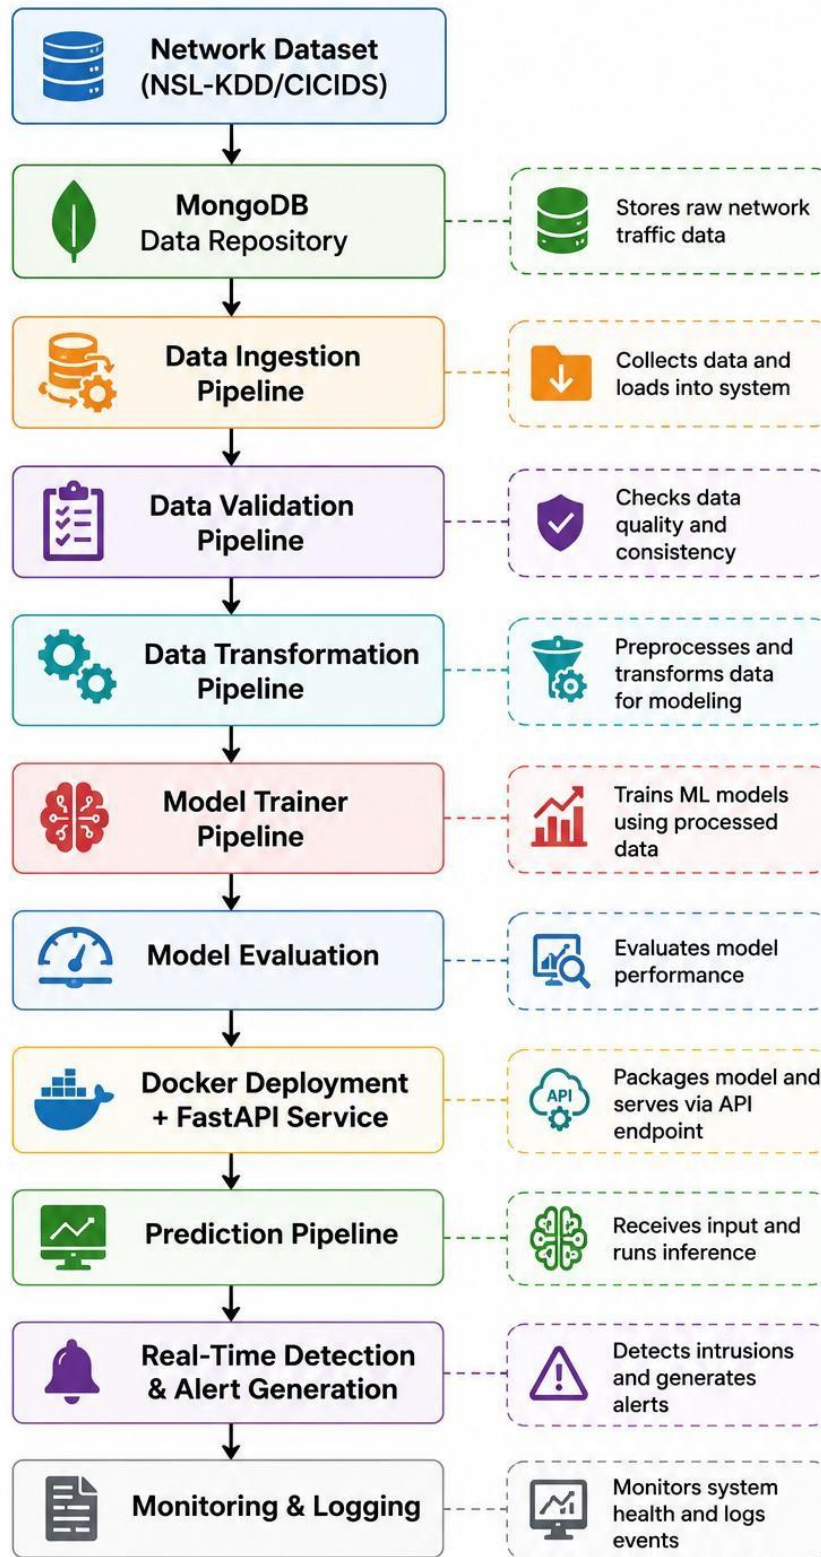 Network Dataset
(NSL-KDD/CICIDS)
MongoDB
Data Repository
Stores raw network
traffic data
Data Ingestion
Pipeline
Collects data and
loads into system
Data Validation
Pipeline
Checks data
quality and
consistency
Data Transformation
Pipeline
Preprocesses and
transforms data
for modeling
Model Trainer
Pipeline
Trains ML models
using processed
data
Model Evaluation
Evaluates model
performance
Docker Deployment
+ FastAPI Service
API
Packages model and
serves via API
endpoint
Prediction Pipeline
Receives input and
runs inference
Real-Time Detection
& Alert Generation
Detects intrusions
and generates
alerts
Monitoring & Logging
Monitors system
health and logs
events